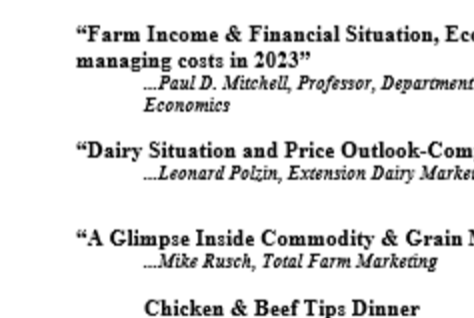 “Farm Income & Financial Situation, Eco
managing costs in 2023”
...Paul D. Mitchell, Professor, Department
Economics
“Dairy Situation and Price Outlook-Com
...Leonard Polzin, Extension Dairy Marke
“A Glimpse Inside Commodity & Grain
...Mike Rusch, Total Farm Marketing
Chicken & Beef Tips Dinner